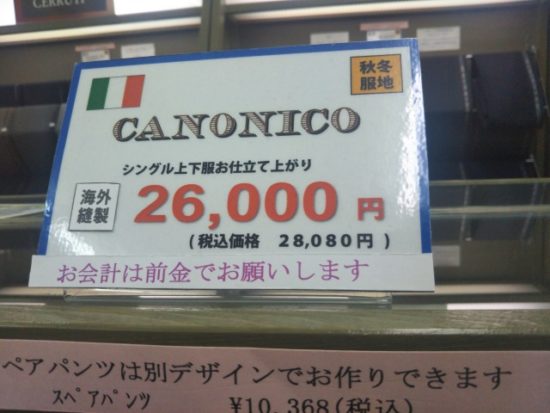 CERRUTI
秋冬
服地
CANONICO
シングル上下服お仕立て上がり
海外
縫製
26,000 円
(税込価格 28,080円)
お会計は前金でお願いします
ペアパンツは別デザインでお作りできます
スペアパンツ
¥10,368(税込)